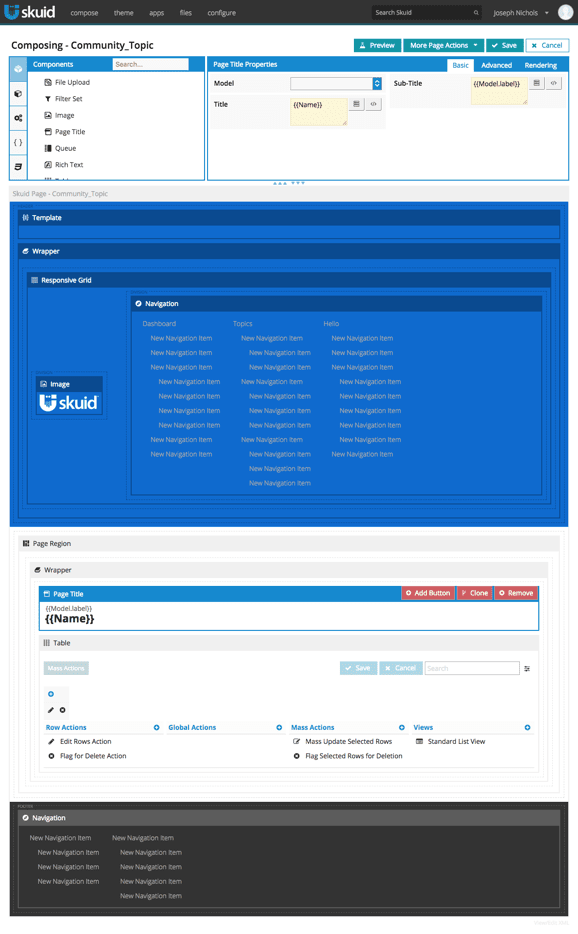 skuid compose theme apps files configure Search Skuid Joseph Nichols
Composing - Community_Topic Preview More Page Actions Save Cancel
Components Search... Page Title Properties Basic Advanced Rendering
File Upload
Filter Set
Image
Page Title
Queue
Rich Text
Model
Title {{Name}}
Sub-Title {{Model.label}}
Skuid Page - Community_Topic
Template
Wrapper
Responsive Grid
Navigation
Dashboard Topics Hello
New Navigation Item New Navigation Item New Navigation Item
New Navigation Item New Navigation Item New Navigation Item
New Navigation Item New Navigation Item New Navigation Item
New Navigation Item New Navigation Item New Navigation Item
New Navigation Item New Navigation Item New Navigation Item
New Navigation Item New Navigation Item New Navigation Item
New Navigation Item New Navigation Item New Navigation Item
New Navigation Item New Navigation Item New Navigation Item
New Navigation Item New Navigation Item New Navigation Item
New Navigation Item
New Navigation Item
Image
skuid
Page Region
Wrapper
Page Title Add Button Clone Remove
{{Model.label}}
{{Name}}
Table
Mass Actions Save Cancel Search
Row Actions Global Actions Mass Actions Views
Edit Rows Action Mass Update Selected Rows Standard List View
Flag for Delete Action Flag Selected Rows for Deletion
Navigation
New Navigation Item New Navigation Item
New Navigation Item New Navigation Item
New Navigation Item New Navigation Item
New Navigation Item New Navigation Item
New Navigation Item